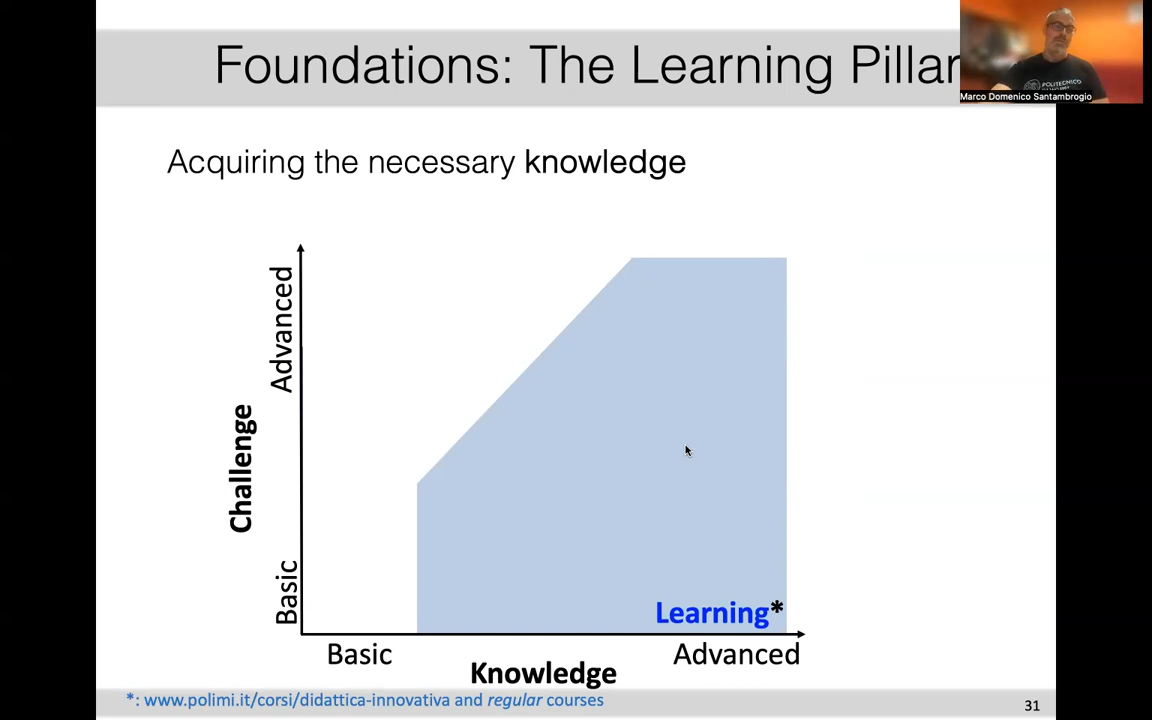 Foundations: The Learning Pillar
POLITECNICO
Marco Domenico Santambrogio
Acquiring the necessary knowledge
Advanced
Challenge
Basic
Learning*
Basic
Advanced
Knowledge
*: www.polimi.it/corsi/didattica-innovativa and regular courses
31